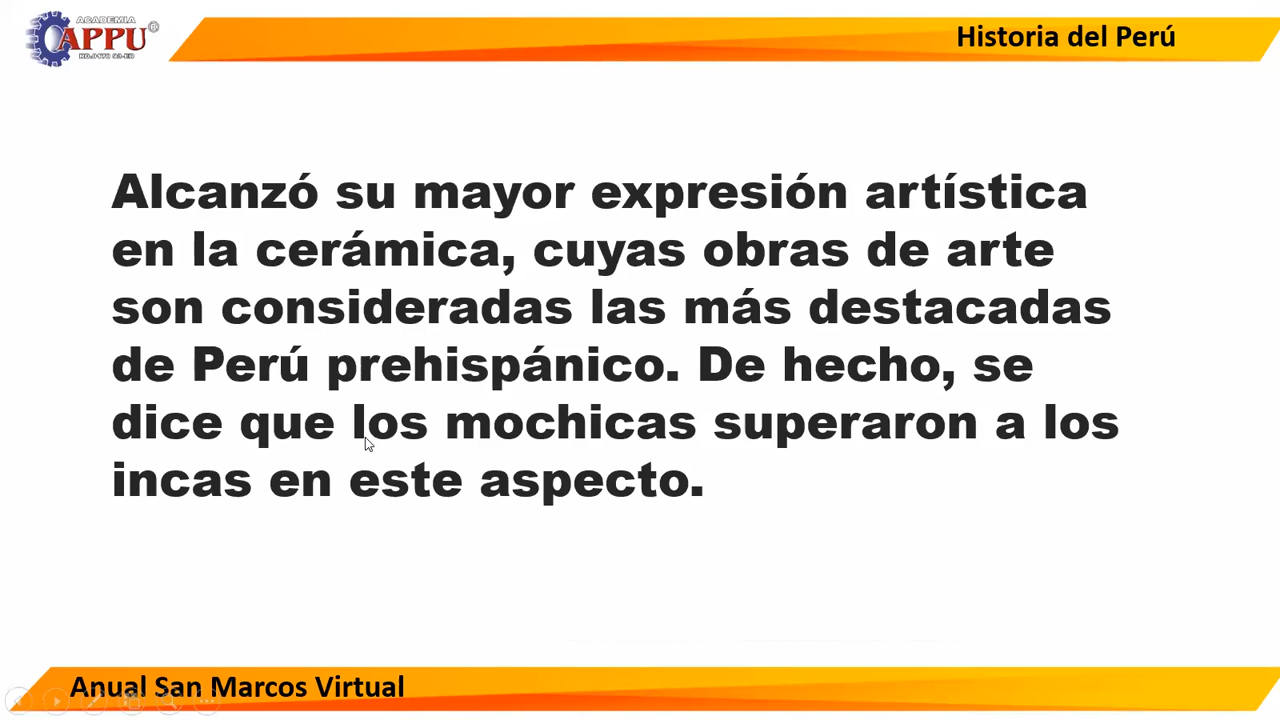 ACADEMIA
APPU®
Historia del Perú
Alcanzó su mayor expresión artística
en la cerámica, cuyas obras de arte
son consideradas las más destacadas
de Perú prehispánico. De hecho, se
dice que los mochicas superaron a los
incas en este aspecto.
Anual San Marcos Virtual